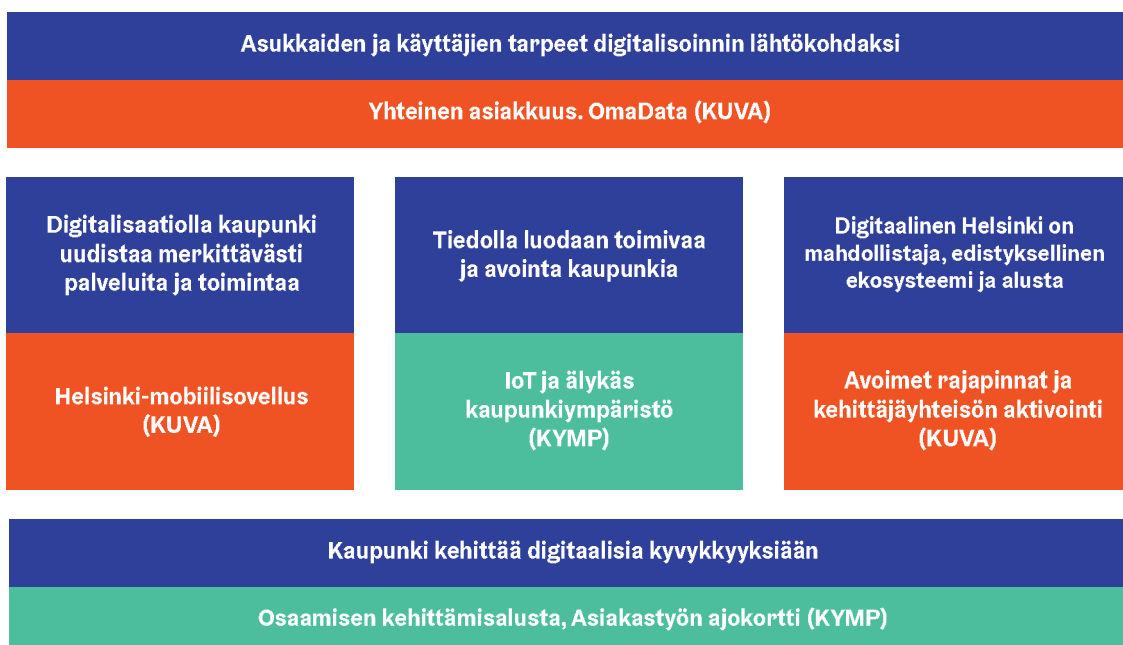 Asukkaiden ja käyttäjien tarpeet digitalisoinnin lähtökohdaksi
Yhteinen asiakkuus. OmaData (KUVA)
Digitalisaatiolla kaupunki
uudistaa merkittävästi
palveluita ja toimintaa
Helsinki-mobiilisovellus
(KUVA)
Tiedolla luodaan toimivaa
ja avointa kaupunkia
IoT ja älykäs
kaupunkiympäristö
(KYMP)
Digitaalinen Helsinki on
mahdollistaja, edistyksellinen
ekosysteemi ja alusta
Avoimet rajapinnat ja
kehittäjäyhteisön aktivointi
(KUVA)
Kaupunki kehittää digitaalisia kyvykkyyksiään
Osaamisen kehittämisalusta, Asiakastyön ajokortti (KYMP)